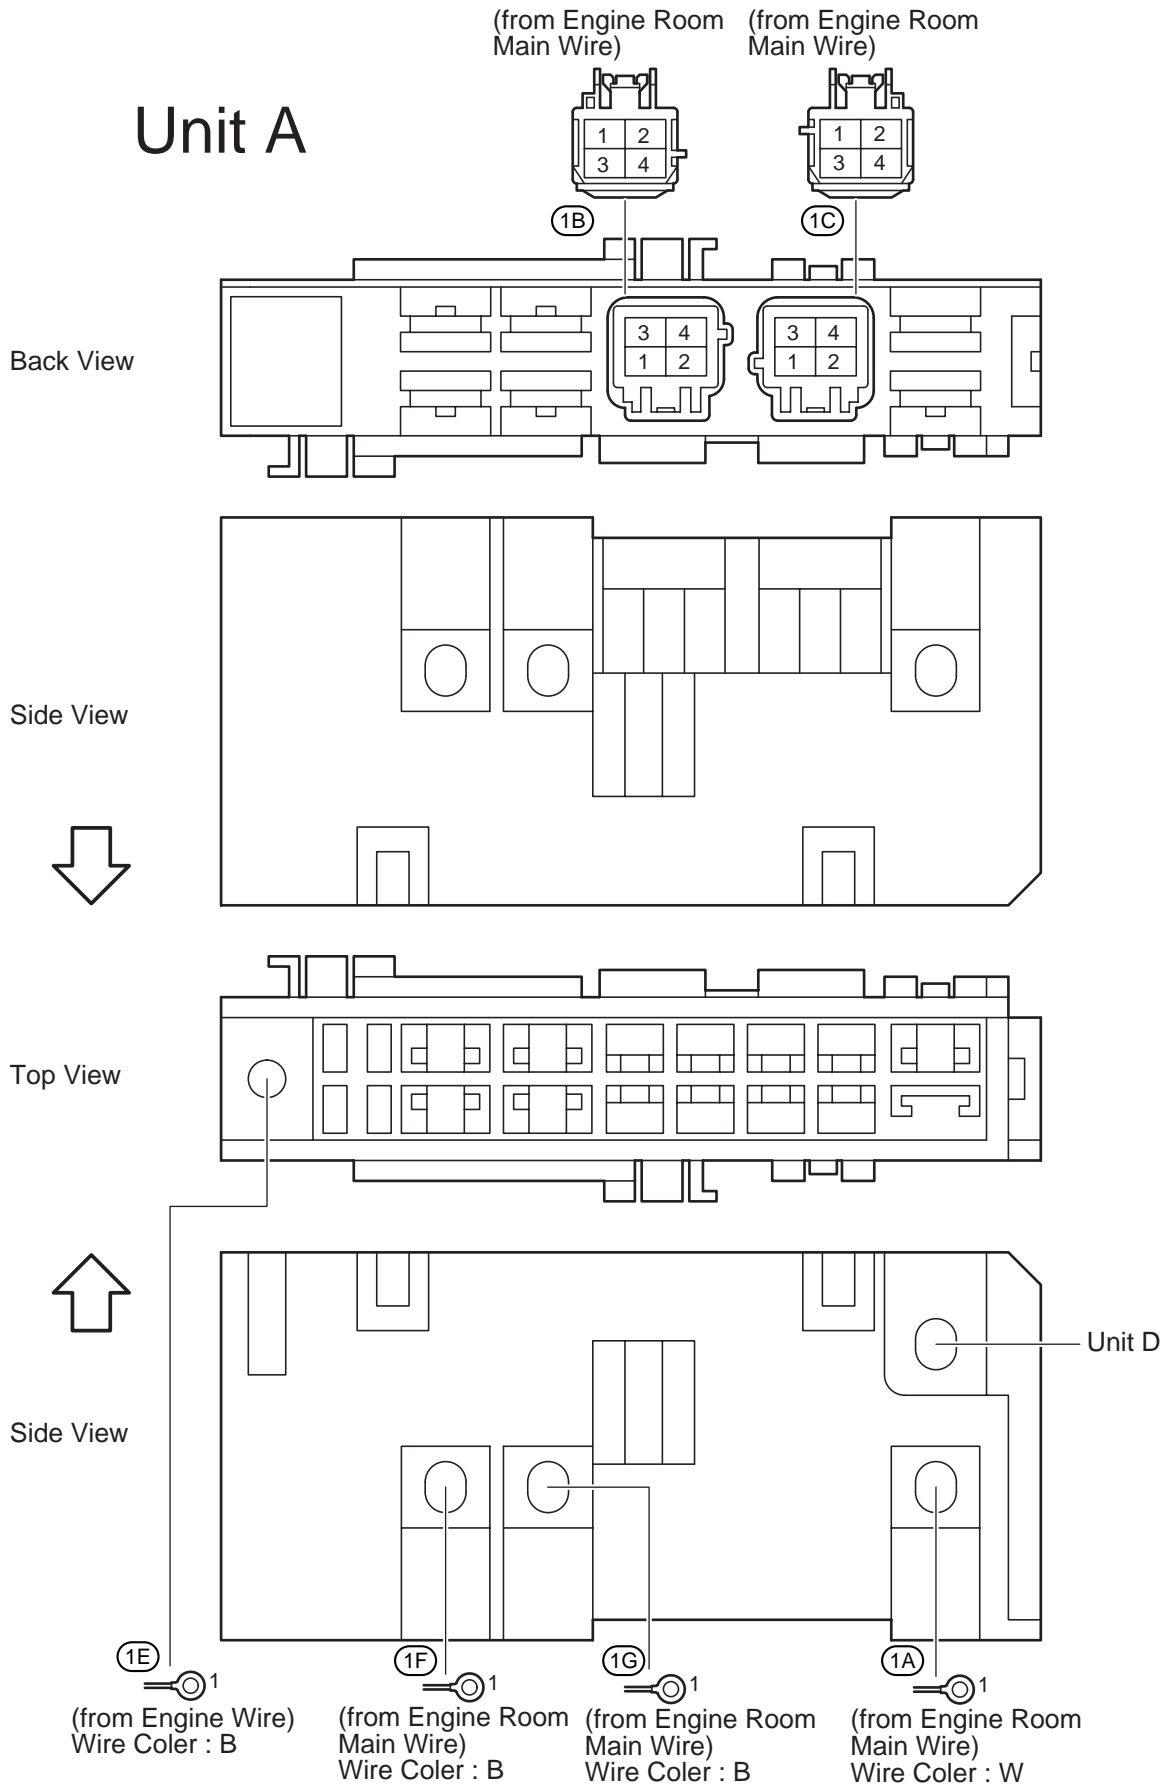 (from Engine Room
Main Wire)
(from Engine Room
Main Wire)
Unit A
1 2
3 4
1 2
3 4
1B
1C
Back View
3 4
1 2
3 4
1 2
Side View
Top View
Unit D
Side View
1E
1
(from Engine Wire)
Wire Coler : B
1F
1
(from Engine Room
Main Wire)
Wire Coler : B
1G
1
(from Engine Room
Main Wire)
Wire Coler : B
1A
1
(from Engine Room
Main Wire)
Wire Coler : W